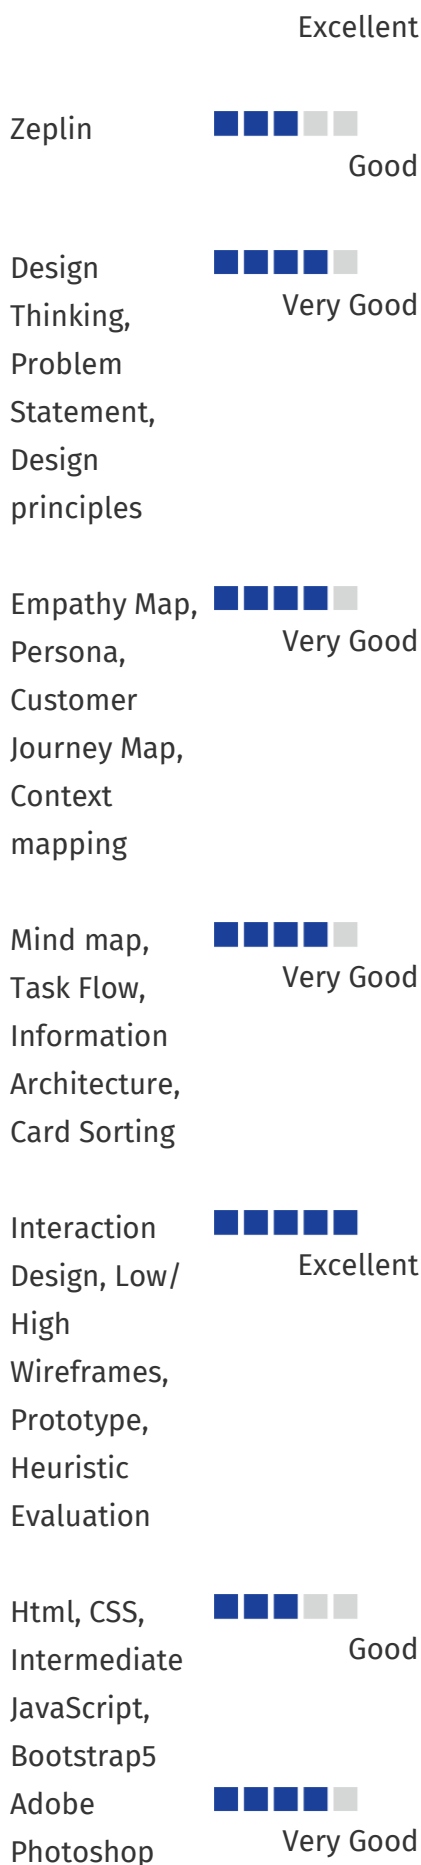 Excellent
Zeplin
Good
Design
Thinking,
Problem
Statement,
Design
principles
Very Good
Empathy Map,
Persona,
Customer
Journey Map,
Context
mapping
Very Good
Mind map,
Task Flow,
Information
Architecture,
Card Sorting
Very Good
Interaction
Design, Low/
High
Wireframes,
Prototype,
Heuristic
Evaluation
Excellent
Html, CSS,
Intermediate
JavaScript,
Bootstrap5
Good
Adobe
Photoshop
Very Good